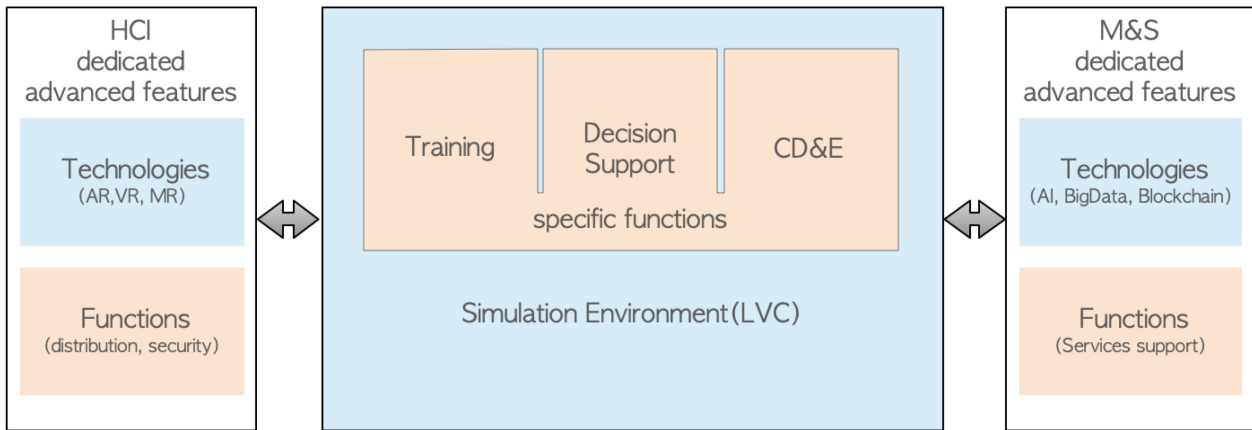 HCI
dedicated
advanced features
Technologies
(AR,VR, MR)
Functions
(distribution, security)
Training
Decision
Support
CD&E
specific functions
Simulation Environment(LVC)
M&S
dedicated
advanced features
Technologies
(AI, BigData, Blockchain)
Functions
(Services support)